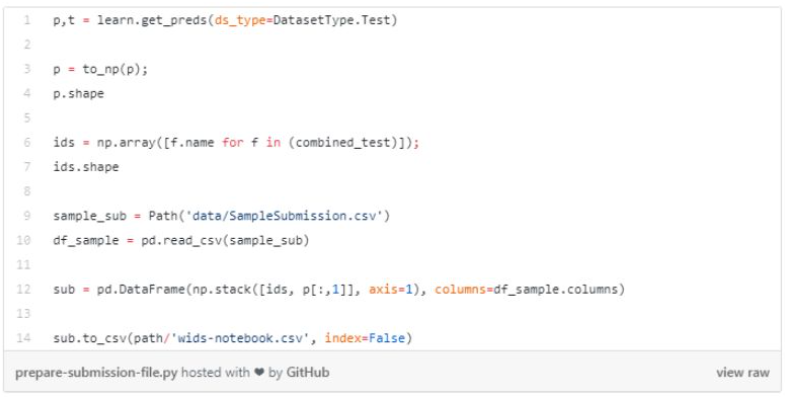 1 p,t = learn.get_preds(ds_type=DatasetType.Test)
2
3 p = to_np(p);
4 p.shape
5
6 ids = np.array([f.name for f in (combined_test)]);
7 ids.shape
8
9 sample_sub = Path('data/SampleSubmission.csv')
10 df_sample = pd.read_csv(sample_sub)
11
12 sub = pd.DataFrame(np.stack([ids, p[:,1]], axis=1), columns=df_sample.columns)
13
14 sub.to_csv(path/'wids-notebook.csv', index=False)
prepare-submission-file.py hosted with ❤ by GitHub view raw